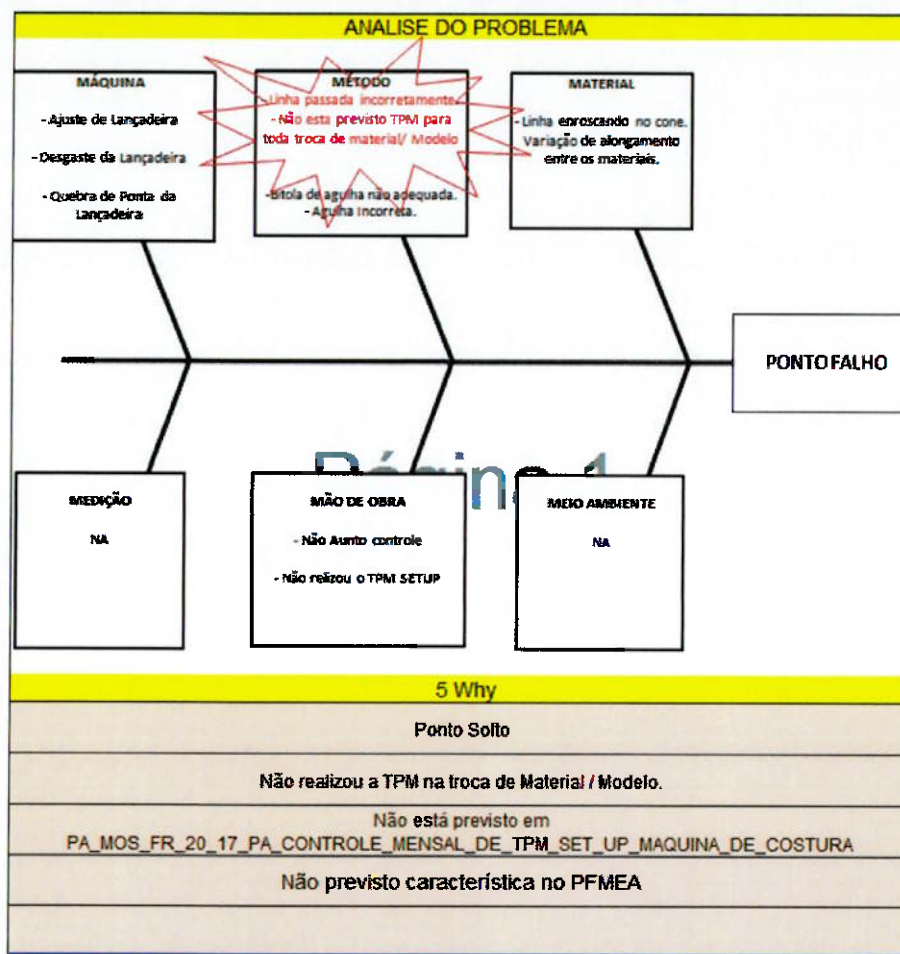 ANALISE DO PROBLEMA
MÁQUINA
- Ajuste de Lançadeira
- Desgaste da Lançadeira
- Quebra de Ponta da
Lançadeira
MÉTODO
- Linha passada incorretamente.
- Não esta previsto TPM para
toda troca de material/ Modelo
- Bitola de agulha não adequada.
- Agulha Incorreta.
MATERIAL
- Linha enroscando no cone.
Variação de alongamento
entre os materiais.
PONTO FALHO
Página 1
MEDIÇÃO
NA
MÃO DE OBRA
- Não Aunto controle
- Não relizou o TPM SETUP
MEIO AMBIENTE
NA
5 Why
Ponto Solto
Não realizou a TPM na troca de Material / Modelo.
Não está previsto em
PA_MOS_FR_20_17_PA_CONTROLE_MENSAL_DE_TPM_SET_UP_MAQUINA_DE_COSTURA
Não previsto característica no PFMEA